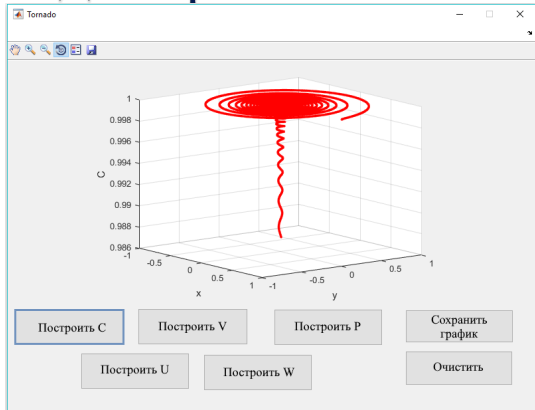 Tornado
1
0.998
0.996
0.994
0.992
0.99
0.988
0.986
C
-1
-0.5
0
0.5
1
x
-1
-0.5
0
0.5
1
y
Построить C
Построить V
Построить P
Сохранить
график
Построить U
Построить W
Очистить